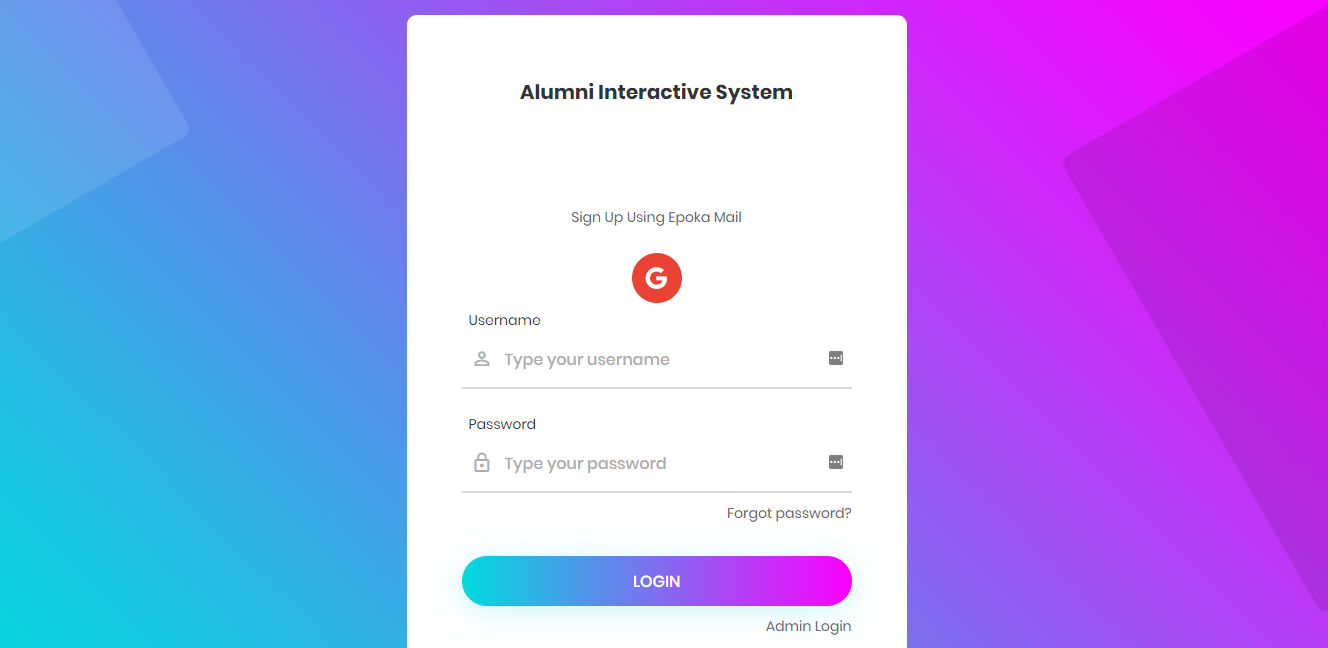 Alumni Interactive System
Sign Up Using Epoka Mail
G
Username
Type your username
Password
Type your password
Forgot password?
LOGIN
Admin Login